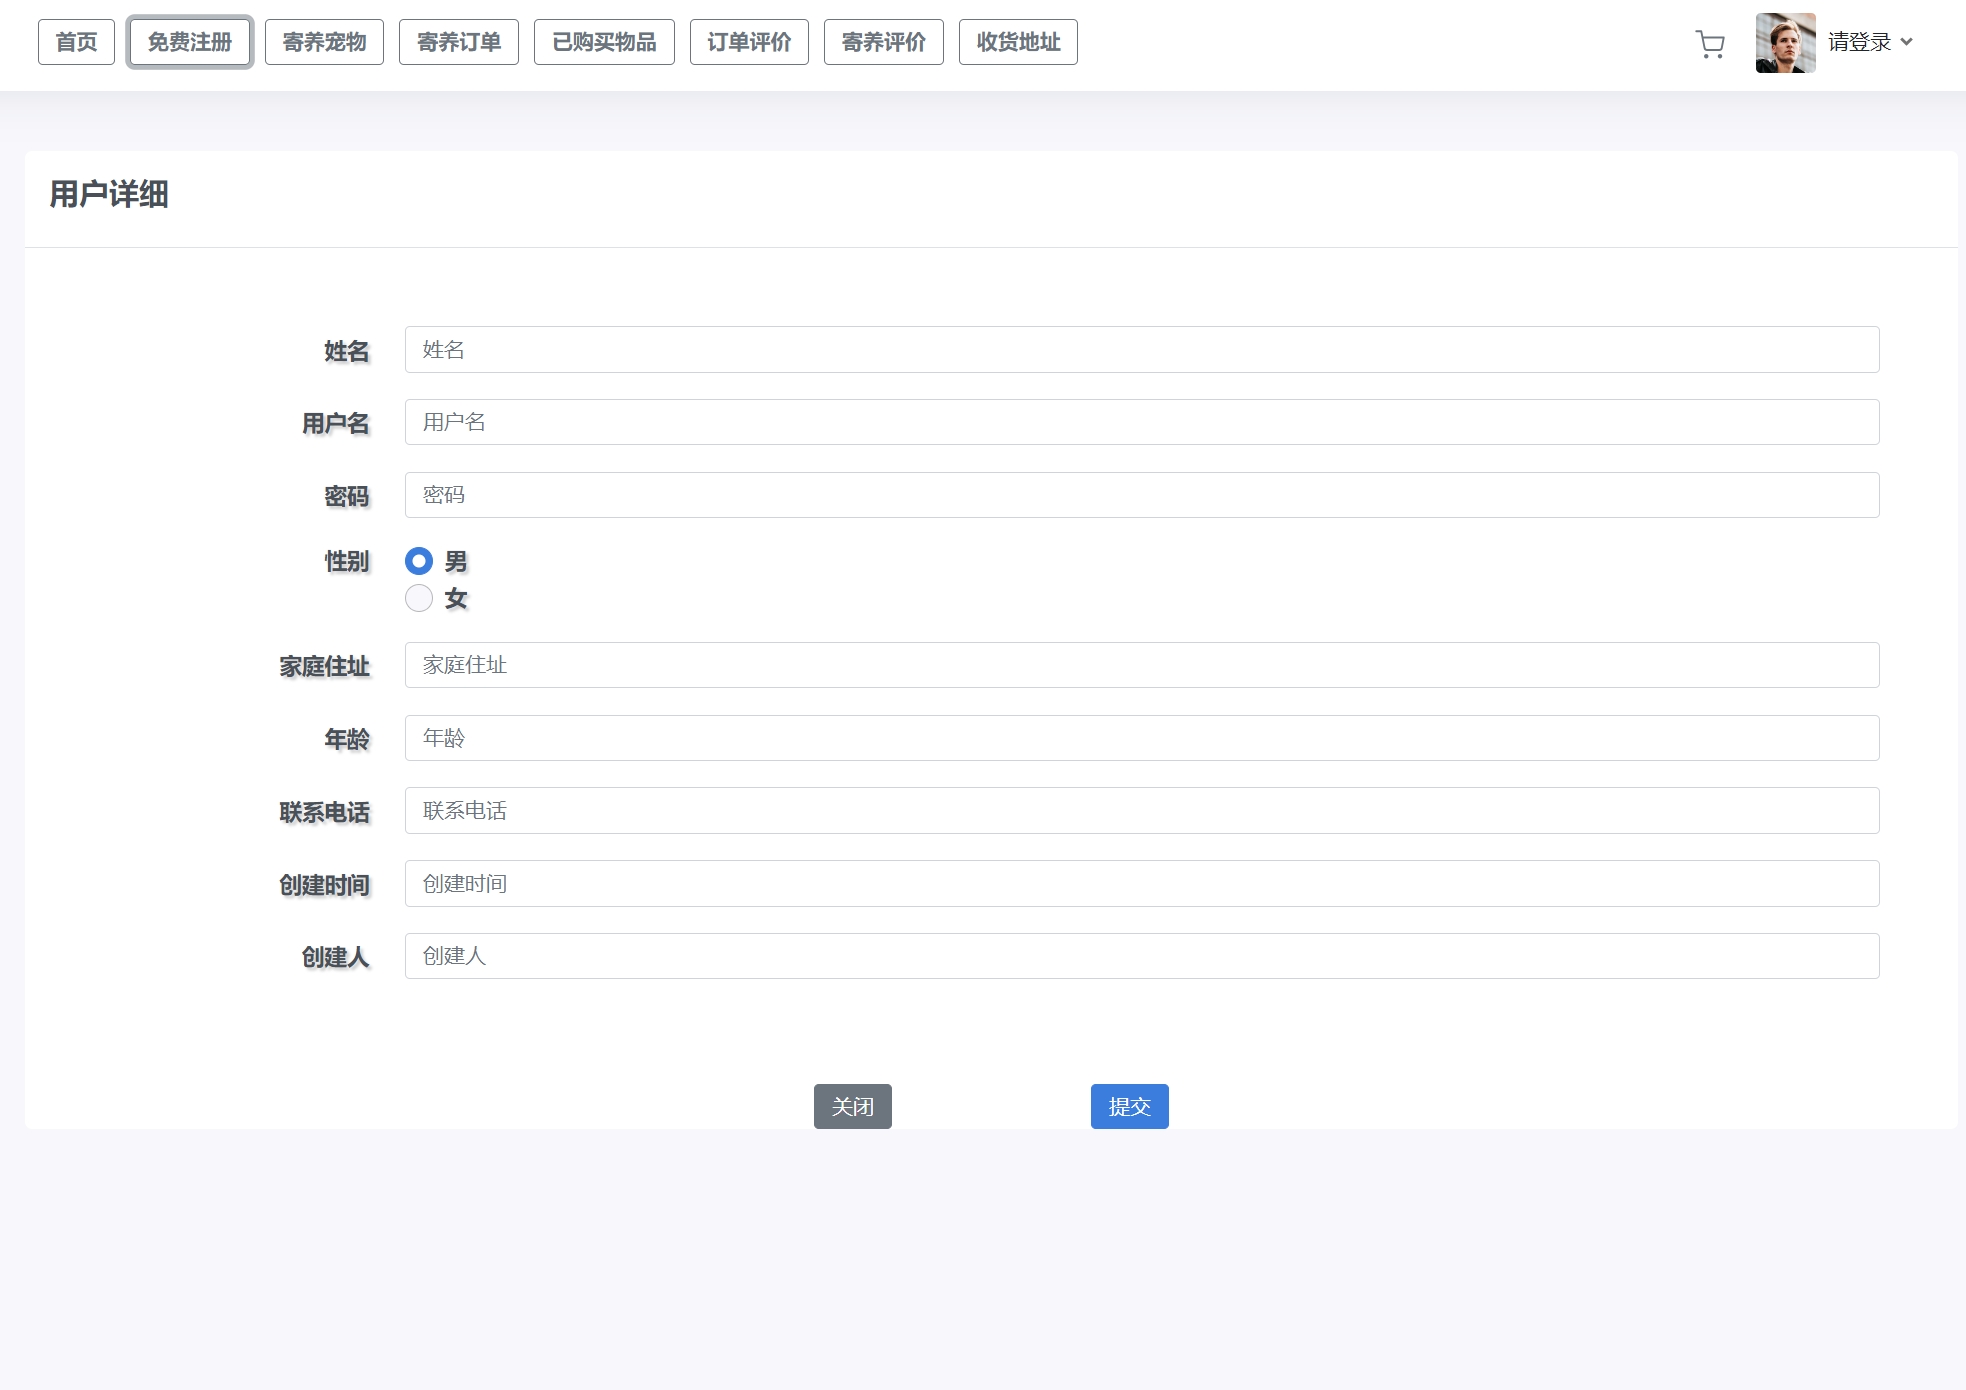 首页 免费注册 寄养宠物 寄养订单 已购买物品 订单评价 寄养评价 收货地址 请登录
用户详细
姓名 姓名
用户名 用户名
密码 密码
性别 男
女
家庭住址 家庭住址
年龄 年龄
联系电话 联系电话
创建时间 创建时间
创建人 创建人
关闭 提交